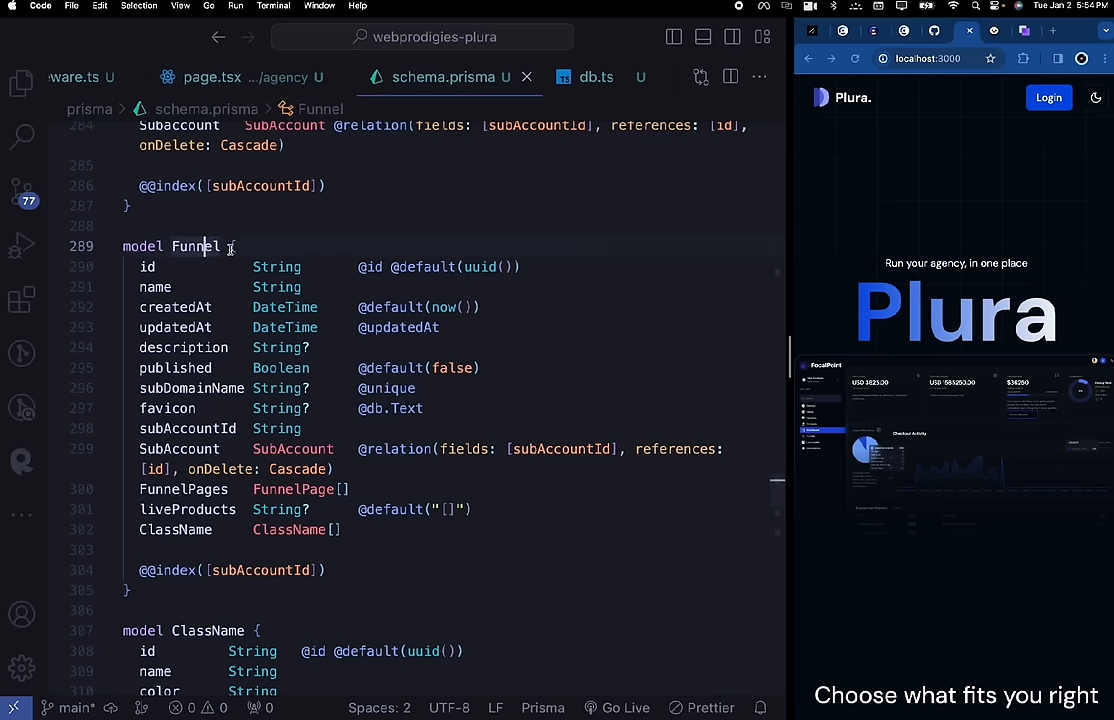 Code File Edit Selection View Go Run Terminal Window Help
Tue Jan 2 5:54 PM
webprodigies-plura
eware.ts U
page.tsx .../agency U
schema.prisma U
db.ts U
prisma > schema.prisma > Funnel
284 Subaccount SubAccount @relation(fields: [subAccountId], references: [id],
onDelete: Cascade)
285
286 @@index([subAccountId])
287 }
288
289 model Funnel {
290 id String @id @default(uuid())
291 name String
292 createdAt DateTime @default(now())
293 updatedAt DateTime @updatedAt
294 description String?
295 published Boolean @default(false)
296 subDomainName String? @unique
297 favicon String? @db.Text
298 subAccountId String
299 SubAccount SubAccount @relation(fields: [subAccountId], references:
[id], onDelete: Cascade)
300 FunnelPages FunnelPage[]
301 liveProducts String? @default("[]")
302 ClassName ClassName[]
303
304 @@index([subAccountId])
305 }
306
307 model ClassName {
308 id String @id @default(uuid())
309 name String
310 color String
77
main* 0 0 0 Spaces: 2 UTF-8 LF Prisma Go Live Prettier
localhost:3000
Plura.
Login
Run your agency, in one place
Plura
FocalPoint
Checkout Activity
Choose what fits you right